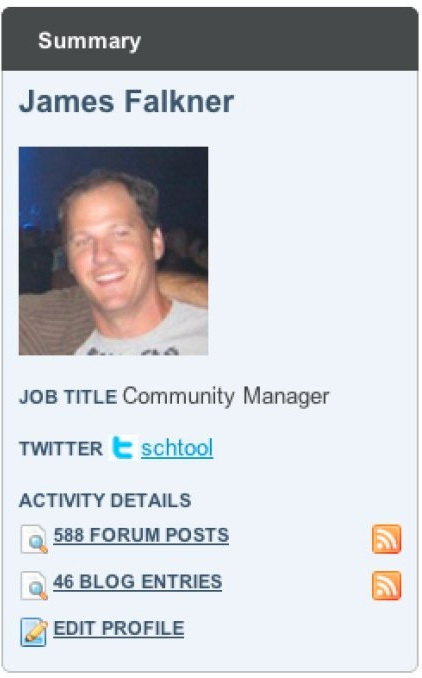 Summary
James Falkner
JOB TITLE Community Manager
TWITTER schtool
ACTIVITY DETAILS
588 FORUM POSTS
46 BLOG ENTRIES
EDIT PROFILE